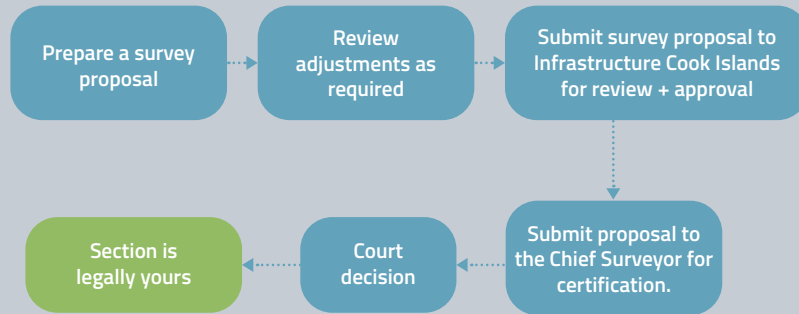 Prepare a survey
proposal
Review
adjustments as
required
Submit survey proposal to
Infrastructure Cook Islands
for review + approval
Submit proposal to
the Chief Surveyor for
certification.
Court
decision
Section is
legally yours